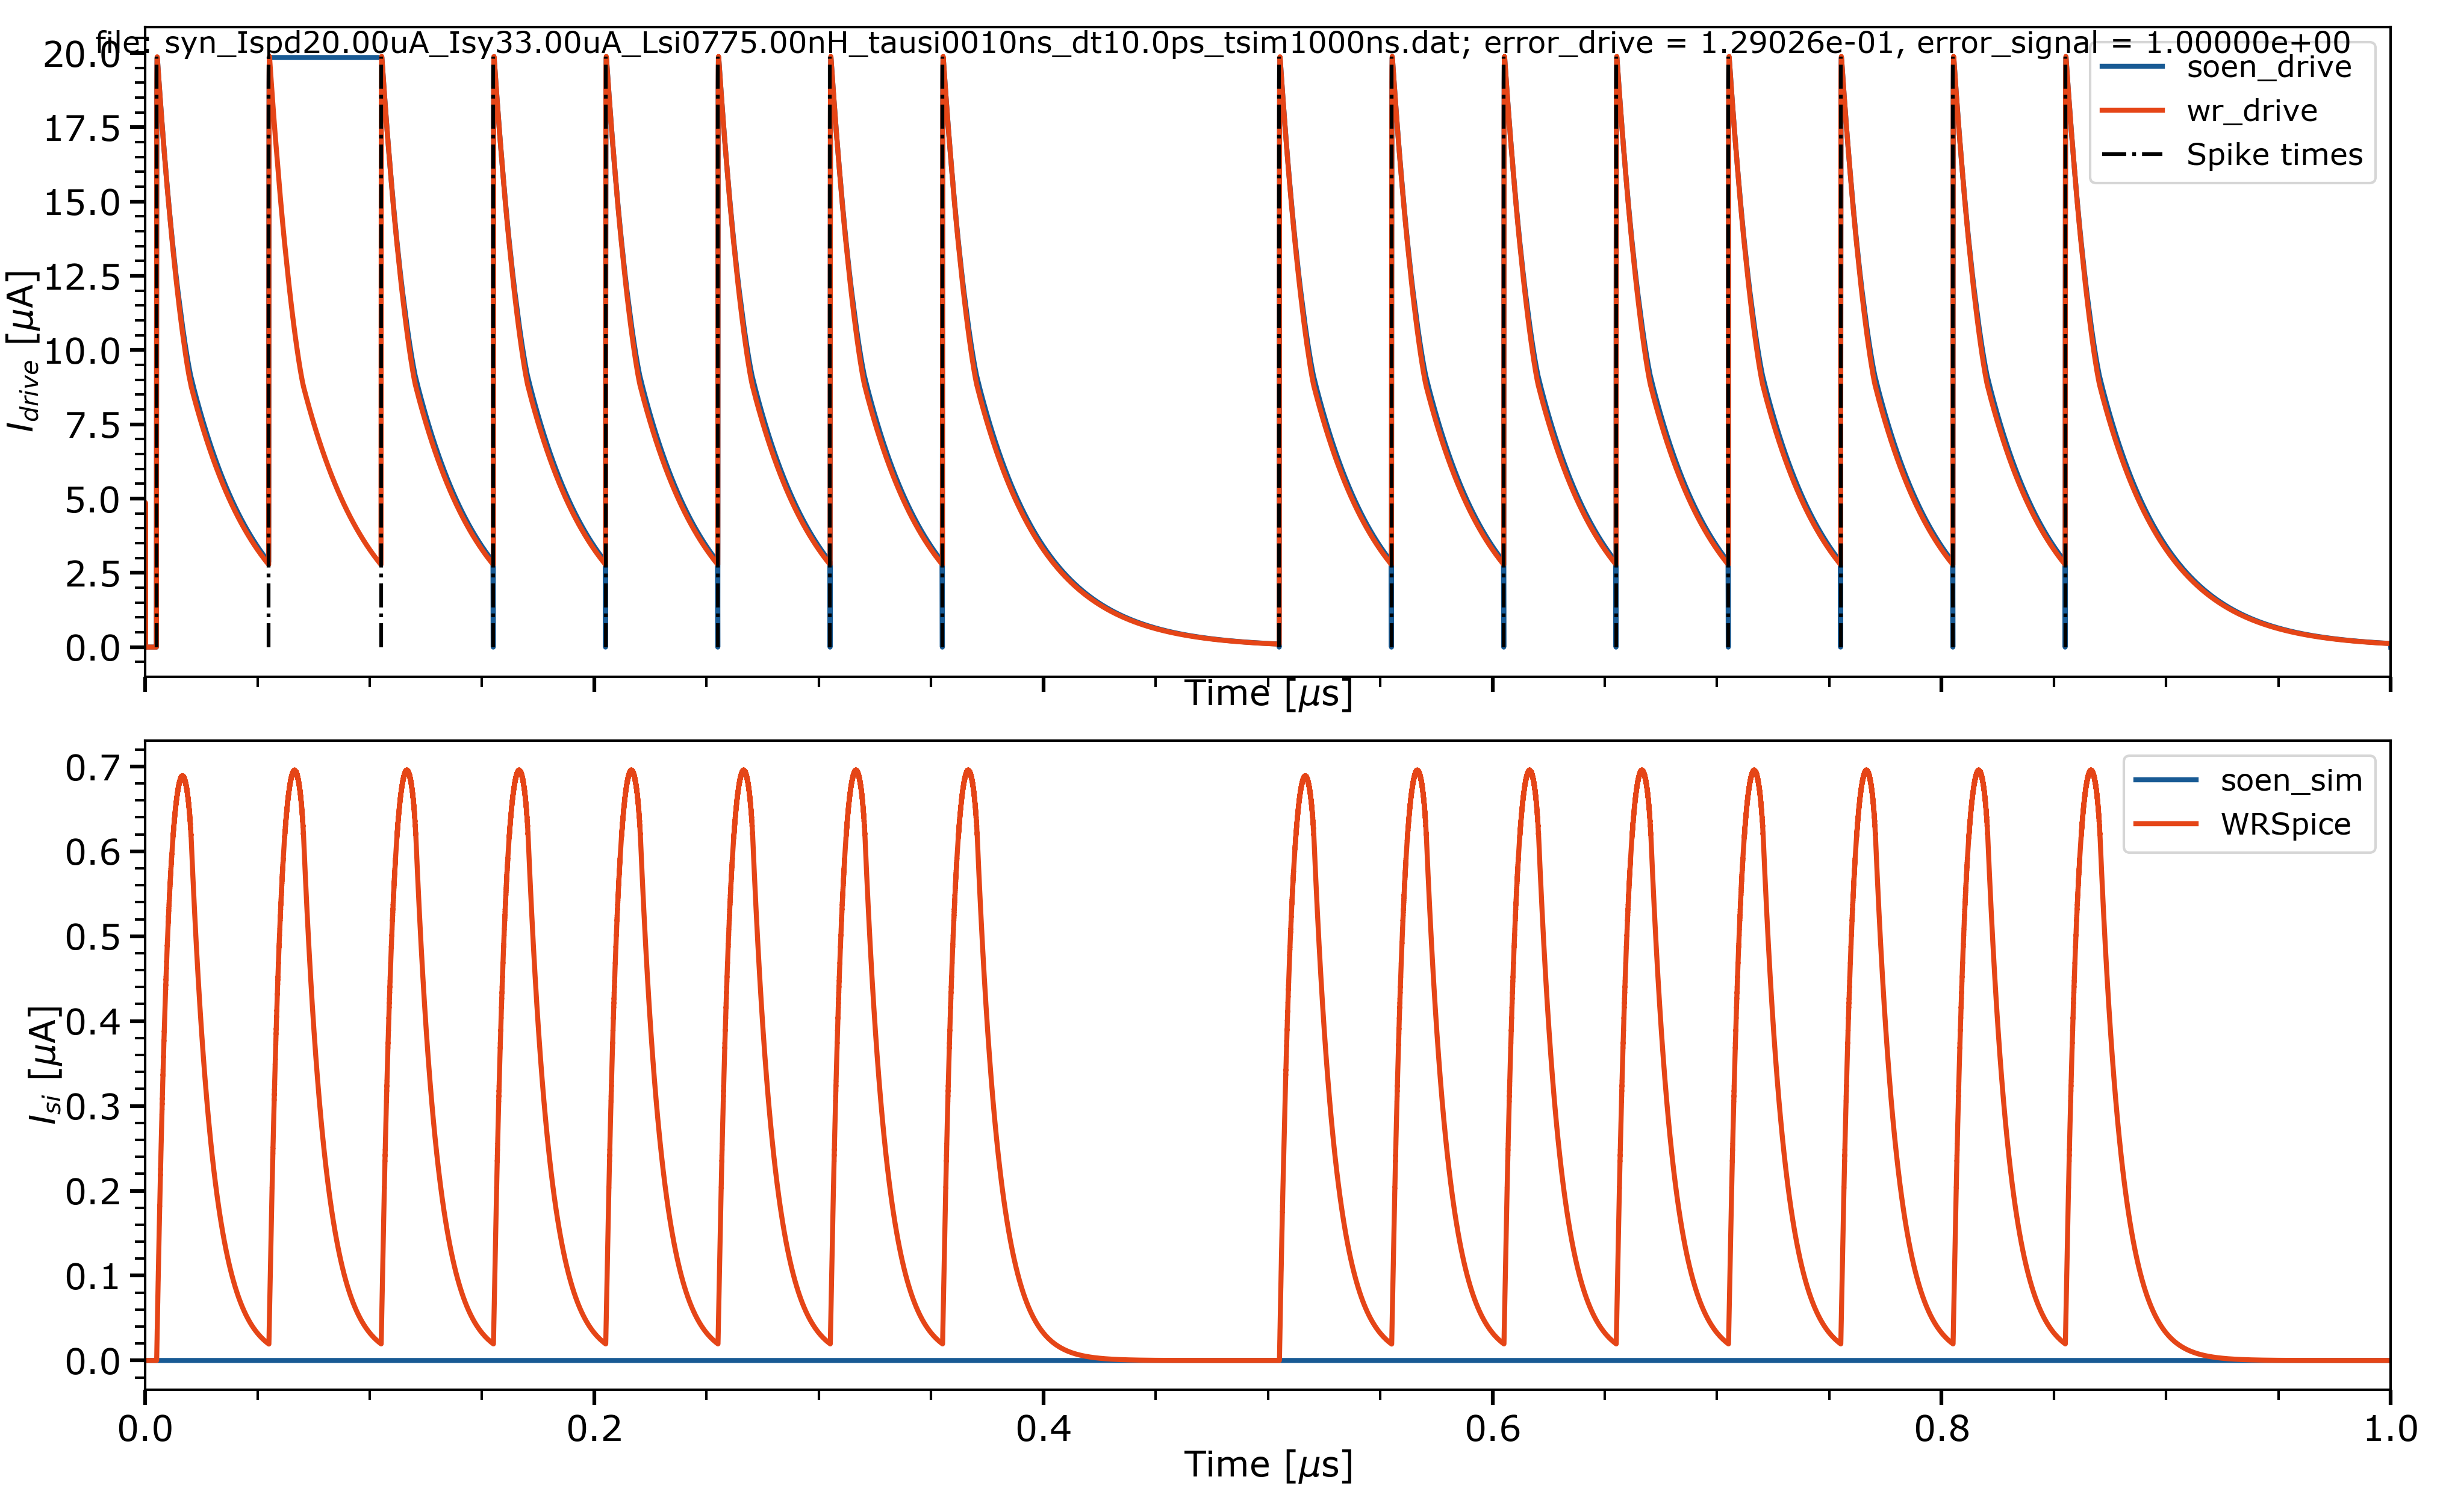 file: syn_Ispd20.00uA_Isy33.00uA_Lsi0775.00nH_tausi0010ns_dt10.0ps_tsim1000ns.dat; error_drive = 1.29026e-01, error_signal = 1.00000e+00
soen_drive
wr_drive
Spike times
I_drive [μA]
20.0
17.5
15.0
12.5
10.0
7.5
5.0
2.5
0.0
Time [μs]
soen_sim
WRSpice
I_si [μA]
0.7
0.6
0.5
0.4
0.3
0.2
0.1
0.0
0.0 0.2 0.4 0.6 0.8 1.0
Time [μs]